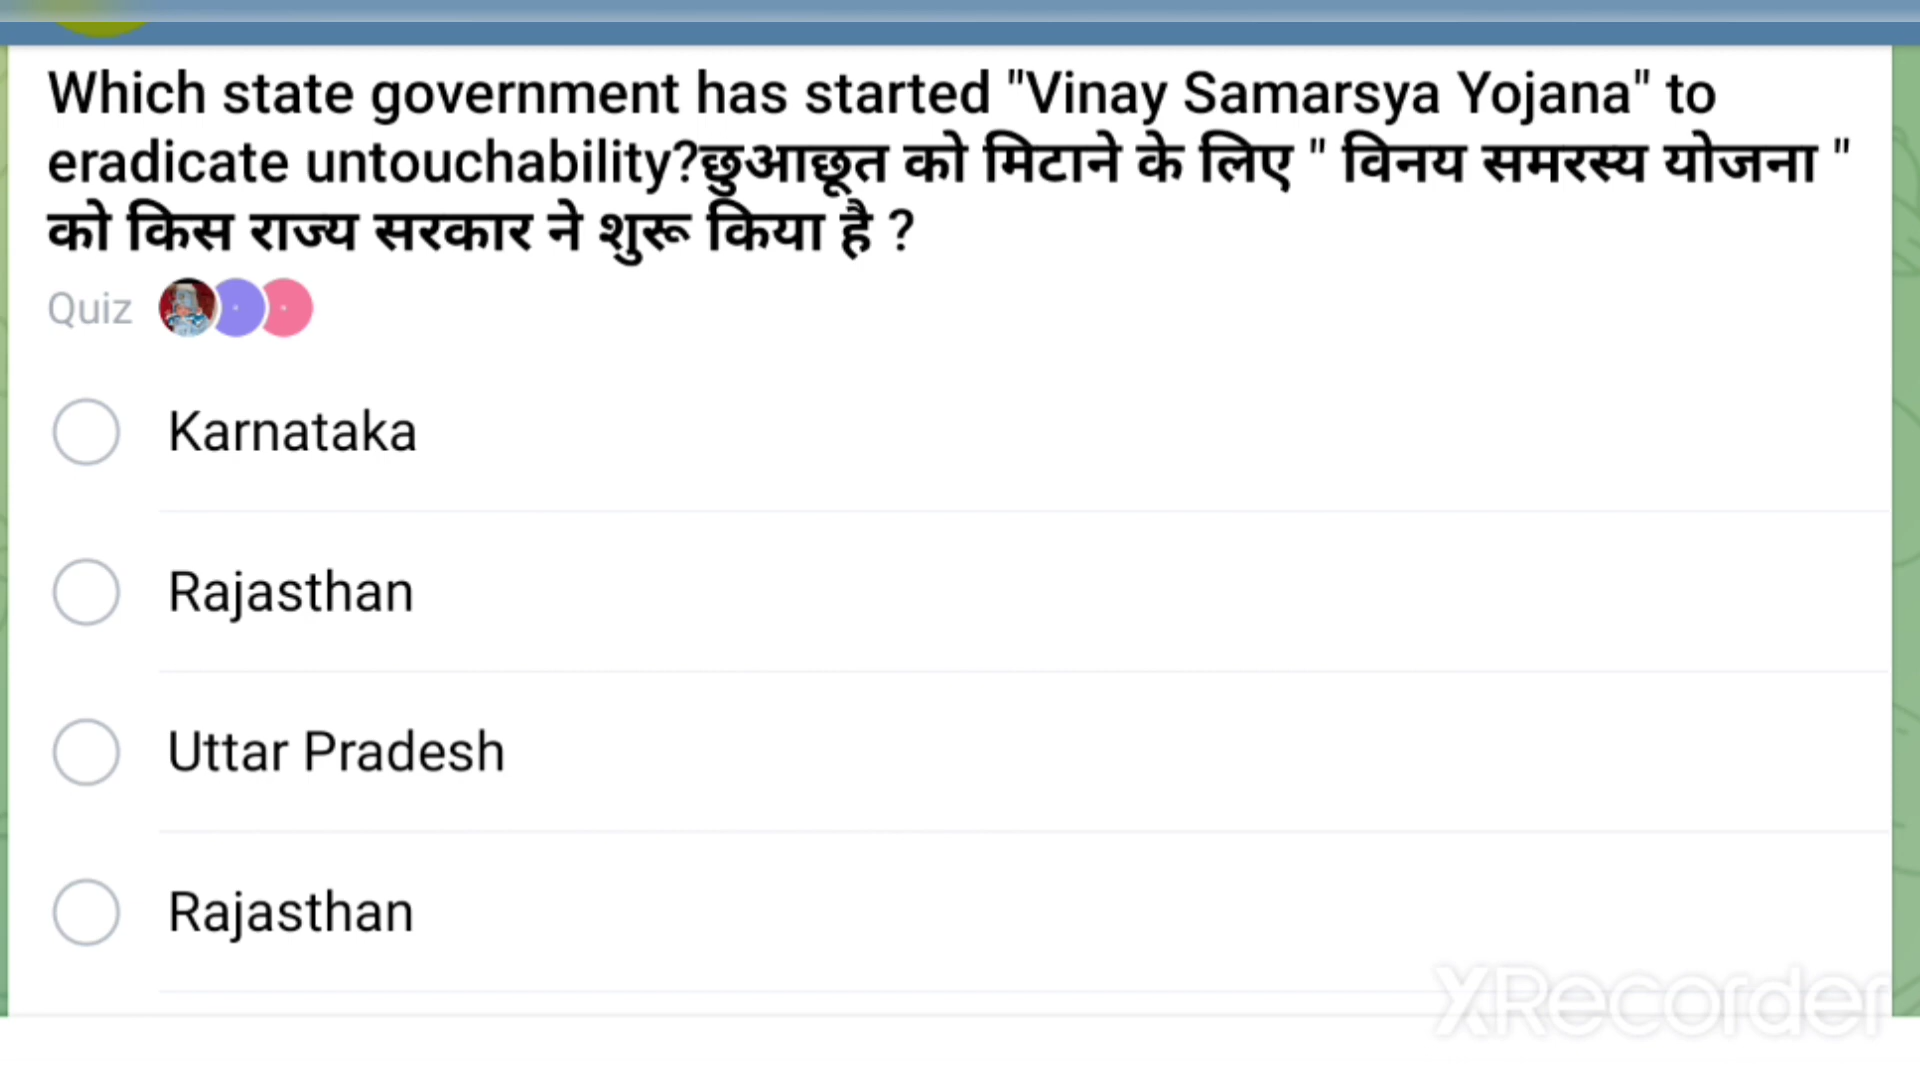 Which state government has started "Vinay Samarsya Yojana" to
eradicate untouchability?छुआछूत को मिटाने के लिए " विनय समरस्य योजना "
को किस राज्य सरकार ने शुरू किया है ?
Quiz
Karnataka
Rajasthan
Uttar Pradesh
Rajasthan
XRecorder